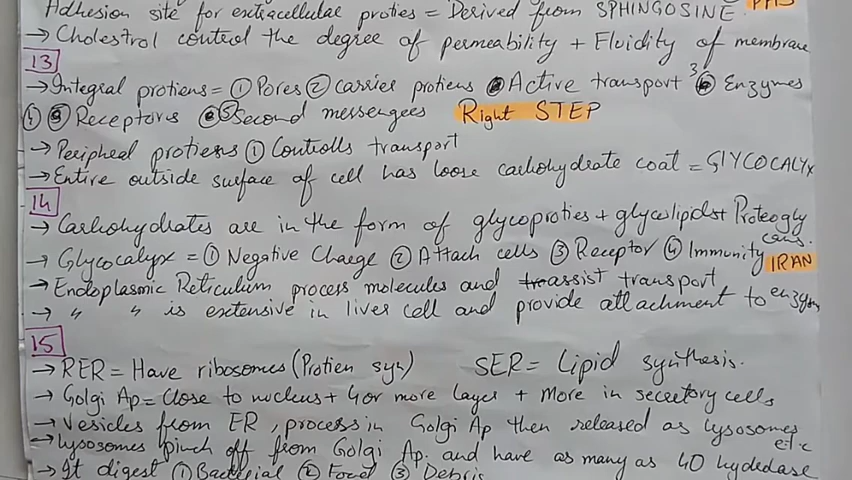 Adhesion site for extracellular proties = Derived from SPHINGOSINE.
→ Cholestrol control the degree of permeability + Fluidity of membrane
13
→ Integral protiens = ① Pores ② Carrier protiens Active transport ③ Enzymes
④ Receptors ⑤ Second messengers Right STEP
→ Peripheal protiens ① Controlls transport
→ Entire outside surface of cell has loose carbohydrate coat = GLYCOCALYX
14
→ Carbohydrates are in the form of glycoproties + glycolipids + Proteoglycans.
→ Glycocalyx = ① Negative Charge ② Attach cells ③ Receptor ④ Immunity IRAN
→ Endoplasmic Reticulum process molecules and assist transport
→ " " is extensive in liver cell and provide attachment to enzym
15
→ RER = Have ribosomes (Protien syn) SER = Lipid synthesis.
→ Golgi Ap = Close to nucleus + 4 or more layer + More in secretory cells
→ Vesicles from ER, process in Golgi Ap then released as lysosomes etc
→ lysosomes pinch off from Golgi Ap. and have as many as 40 hydrolase
→ It digest ① Bacterial ② Food ③ Debris